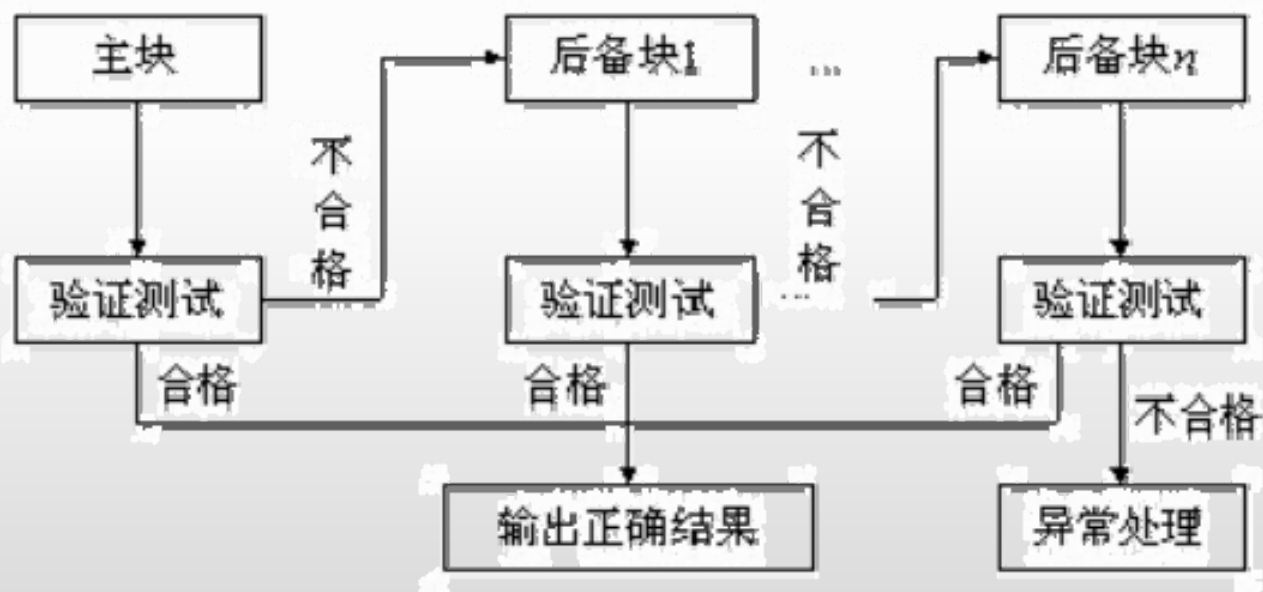 主块
后备块1
…
后备块n
不合格
不合格
验证测试
验证测试
…
验证测试
合格
合格
合格
不合格
输出正确结果
异常处理